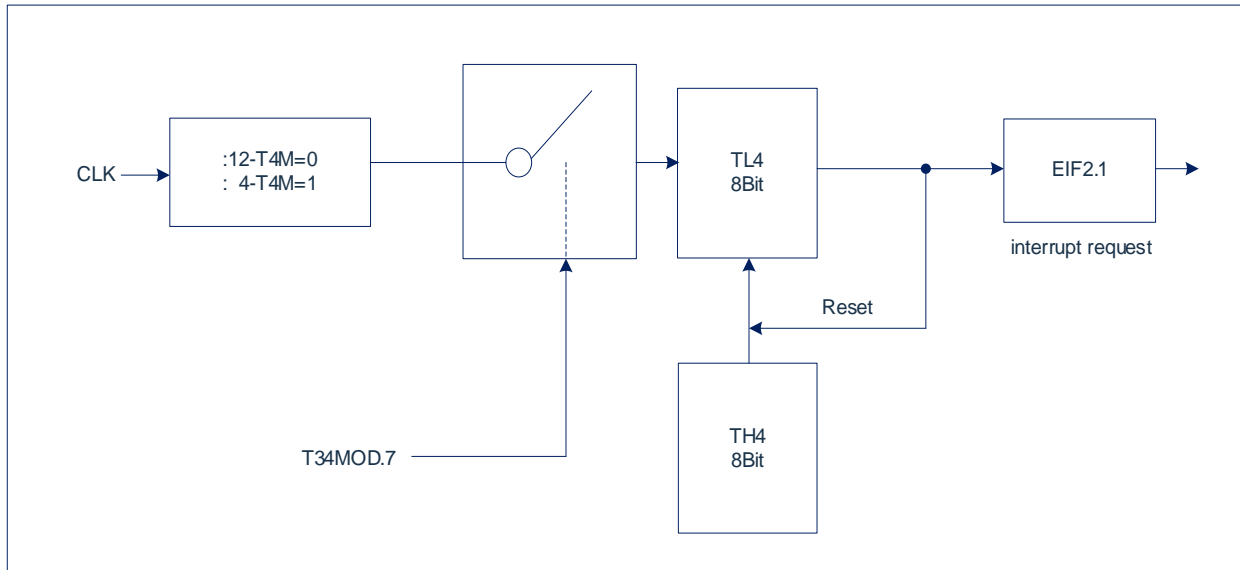 CLK
:12-T4M=0
: 4-T4M=1
TL4
8Bit
EIF2.1
interrupt request
Reset
TH4
8Bit
T34MOD.7